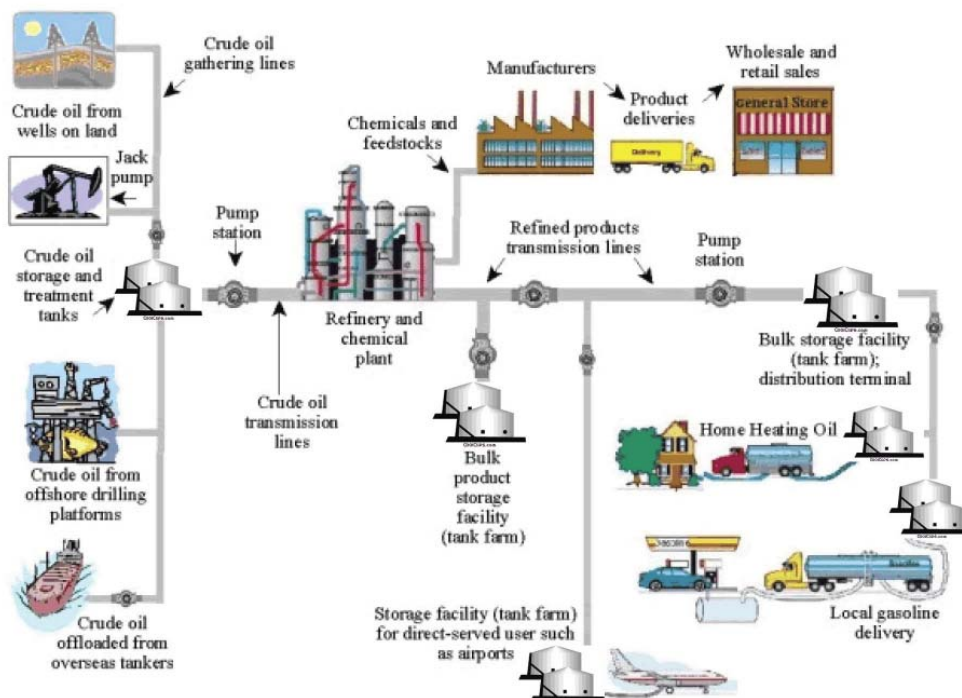 Crude oil
gathering lines
Crude oil from
wells on land
Jack
pump
Crude oil
storage and
treatment
tanks
Pump
station
Chemicals and
feedstocks
Manufacturers
Product
deliveries
Delivery
Wholesale and
retail sales
General Store
Refined products
transmission lines
Pump
station
Refinery and
chemical
plant
Crude oil
transmission
lines
Bulk storage facility
(tank farm);
distribution terminal
Crude oil from
offshore drilling
platforms
Bulk
product
storage
facility
(tank farm)
Home Heating Oil
Crude oil
offloaded from
overseas tankers
Storage facility (tank farm)
for direct-served user such
as airports
Local gasoline
delivery